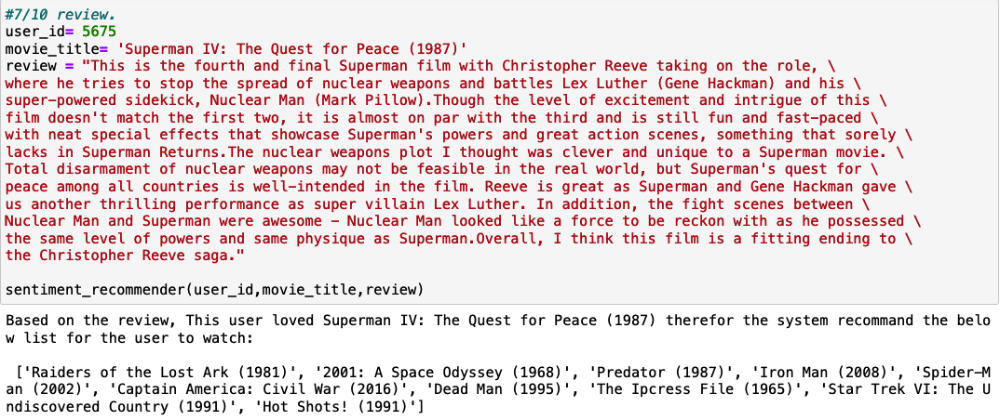 #7/10 review.
user_id= 5675
movie_title= 'Superman IV: The Quest for Peace (1987)'
review = "This is the fourth and final Superman film with Christopher Reeve taking on the role, \
where he tries to stop the spread of nuclear weapons and battles Lex Luther (Gene Hackman) and his \
super-powered sidekick, Nuclear Man (Mark Pillow).Though the level of excitement and intrigue of this \
film doesn't match the first two, it is almost on par with the third and is still fun and fast-paced \
with neat special effects that showcase Superman's powers and great action scenes, something that sorely \
lacks in Superman Returns.The nuclear weapons plot I thought was clever and unique to a Superman movie. \
Total disarmament of nuclear weapons may not be feasible in the real world, but Superman's quest for \
peace among all countries is well-intended in the film. Reeve is great as Superman and Gene Hackman gave \
us another thrilling performance as super villain Lex Luther. In addition, the fight scenes between \
Nuclear Man and Superman were awesome - Nuclear Man looked like a force to be reckon with as he possessed \
the same level of powers and same physique as Superman.Overall, I think this film is a fitting ending to \
the Christopher Reeve saga."
sentiment_recommender(user_id,movie_title,review)
Based on the review, This user loved Superman IV: The Quest for Peace (1987) therefor the system recommand the belo
w list for the user to watch:
['Raiders of the Lost Ark (1981)', '2001: A Space Odyssey (1968)', 'Predator (1987)', 'Iron Man (2008)', 'Spider-M
an (2002)', 'Captain America: Civil War (2016)', 'Dead Man (1995)', 'The Ipcress File (1965)', 'Star Trek VI: The U
ndiscovered Country (1991)', 'Hot Shots! (1991)']